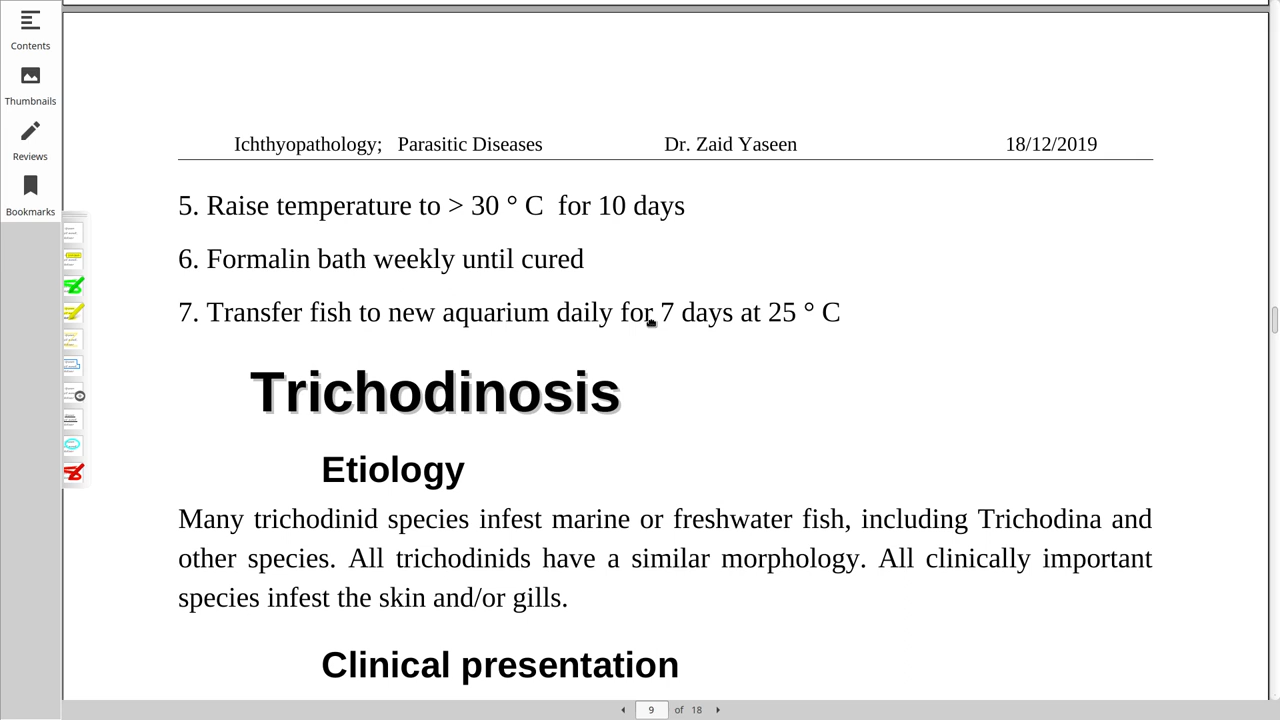 Contents
Thumbnails
Reviews
Bookmarks
Ichthyopathology; Parasitic Diseases Dr. Zaid Yaseen 18/12/2019
5. Raise temperature to > 30 ° C for 10 days
6. Formalin bath weekly until cured
7. Transfer fish to new aquarium daily for 7 days at 25 ° C
Trichodinosis
Etiology
Many trichodinid species infest marine or freshwater fish, including Trichodina and
other species. All trichodinids have a similar morphology. All clinically important
species infest the skin and/or gills.
Clinical presentation
9 of 18